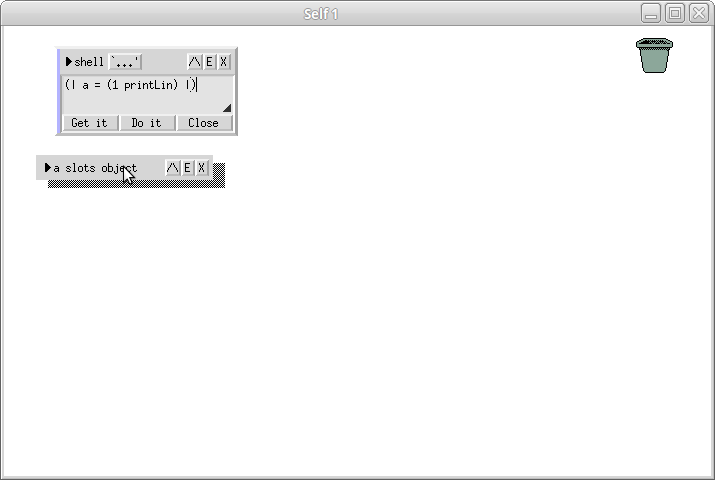 Self 1
shell `...' /\ E X
(| a = (1 printLin) |)
Get it Do it Close
a slots object /\ E X